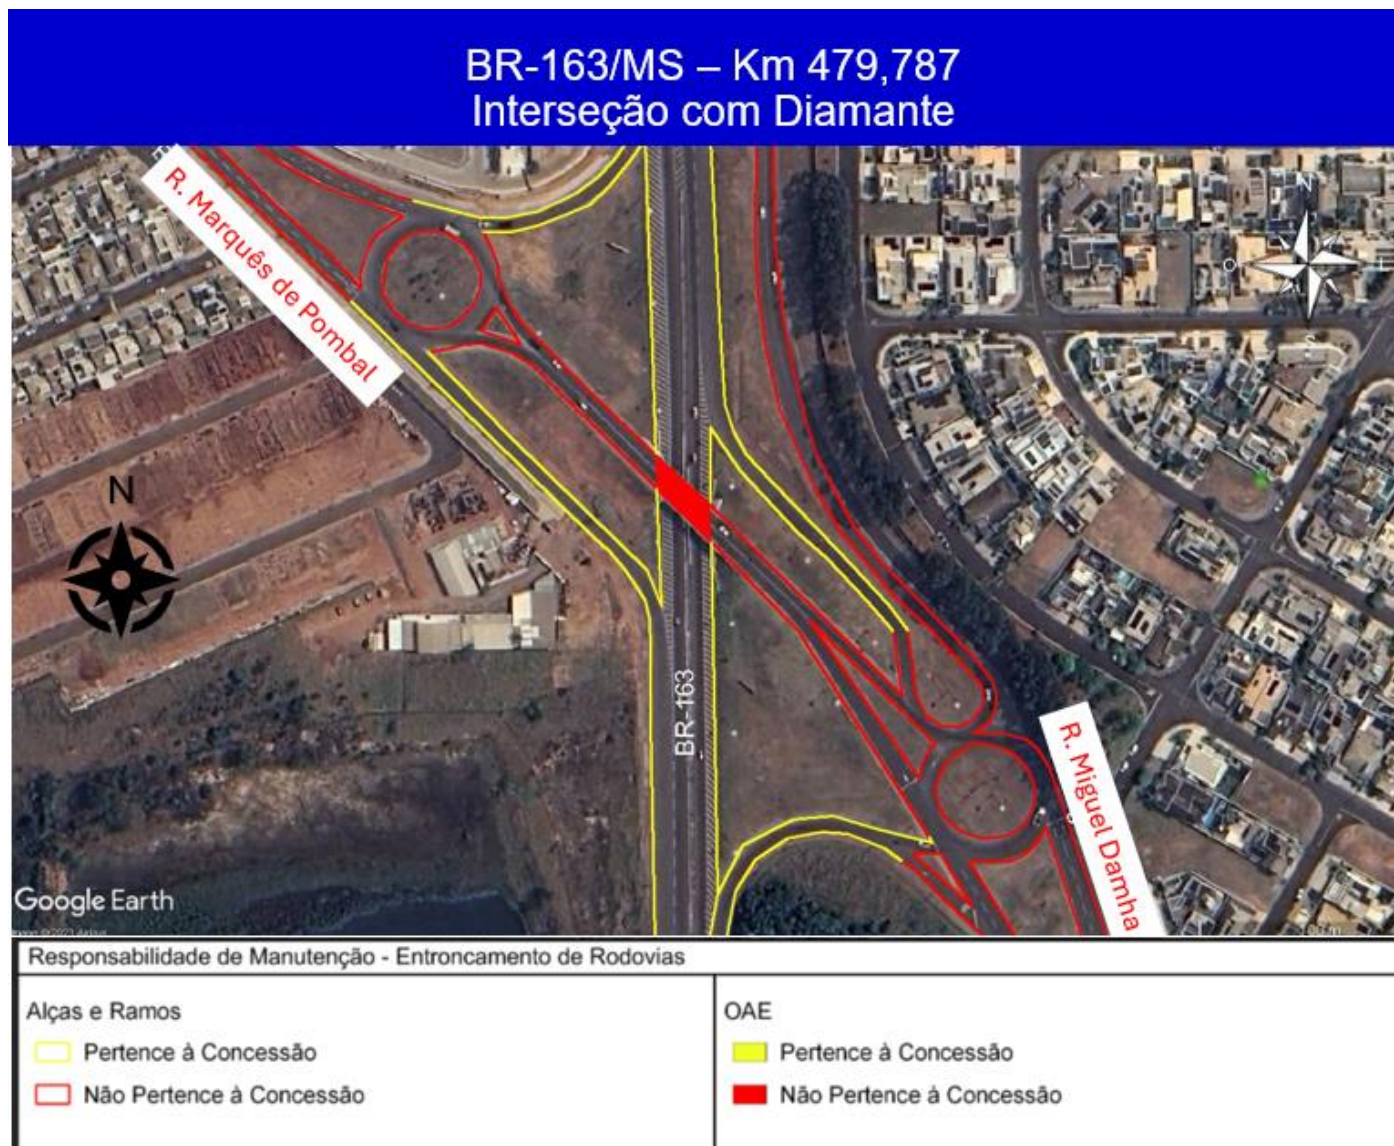 BR-163/MS – Km 479,787
Interseção com Diamante
R. Marquês de Pombal
N
O
E
N
BR-163
R. Miguel Damha
Google Earth
Responsabilidade de Manutenção - Entroncamento de Rodovias
Alças e Ramos
Pertence à Concessão
Não Pertence à Concessão
OAE
Pertence à Concessão
Não Pertence à Concessão